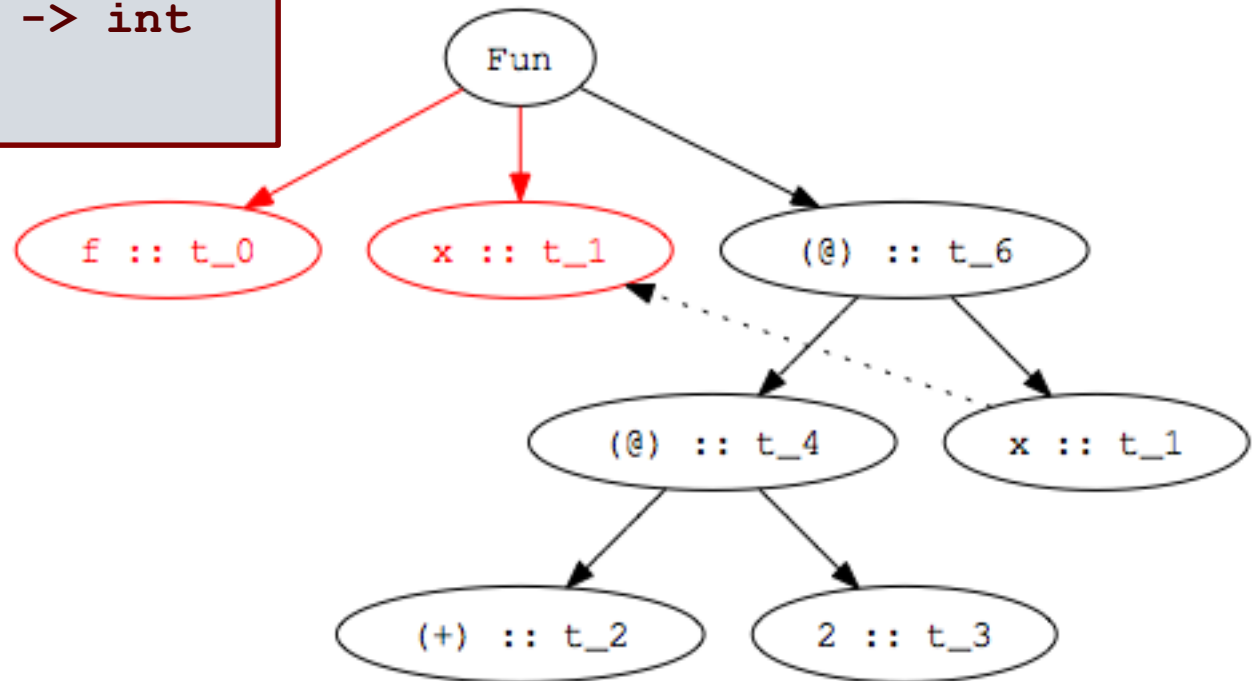 -> int
Fun
f :: t_0
x :: t_1
(@) :: t_6
(@) :: t_4
x :: t_1
(+) :: t_2
2 :: t_3